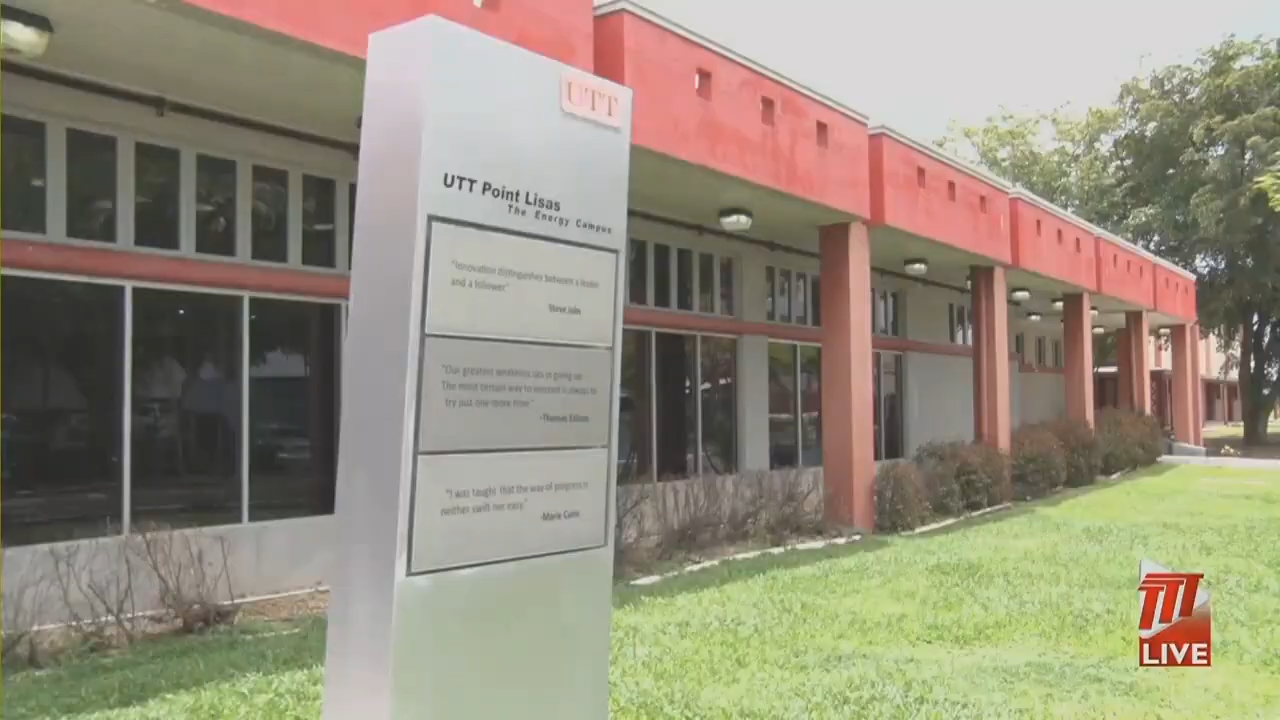 UTT
UTT Point Lisas
The Energy Campus
"Innovation distinguishes between a leader
and a follower"
Steve Jobs
"Our greatest weakness lies in giving up.
The most certain way to succeed is always to
try just one more time."
-Thomas Edison
"I was taught that the way of progress is
neither swift nor easy."
-Marie Curie
TTT
LIVE